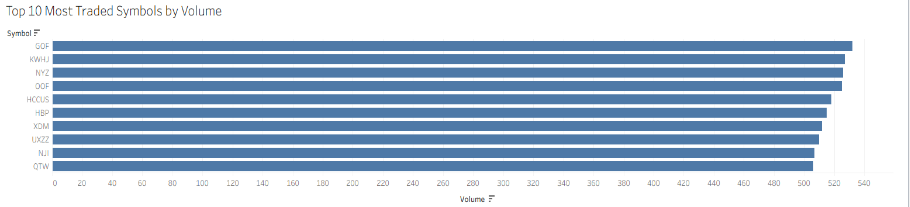 Top 10 Most Traded Symbols by Volume
Symbol
GOF
KWHJ
NYZ
OOF
HCCUS
HBP
XDM
UXZZ
NJI
QTW
0 20 40 60 80 100 120 140 160 180 200 220 240 260 280 300 320 340 360 380 400 420 440 460 480 500 520 540
Volume